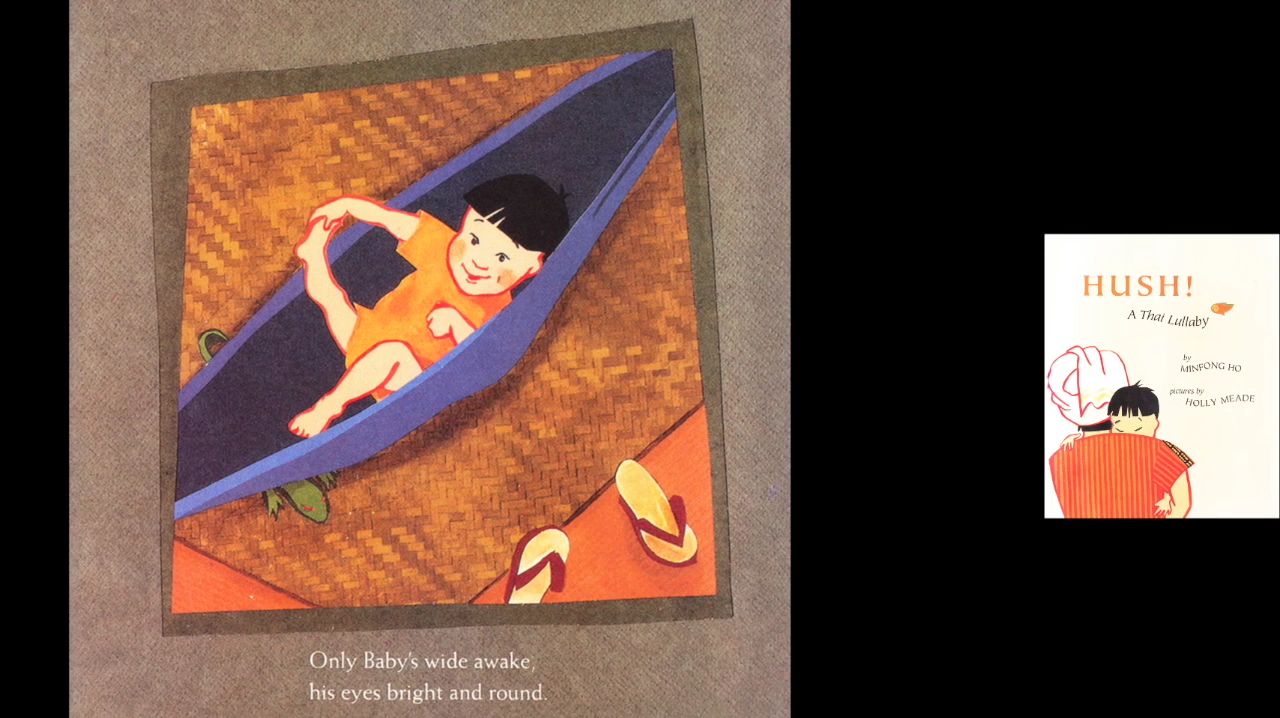 Only Baby's wide awake,
his eyes bright and round.
HUSH!
A Thai Lullaby
by
MINFONG HO
pictures by
HOLLY MEADE